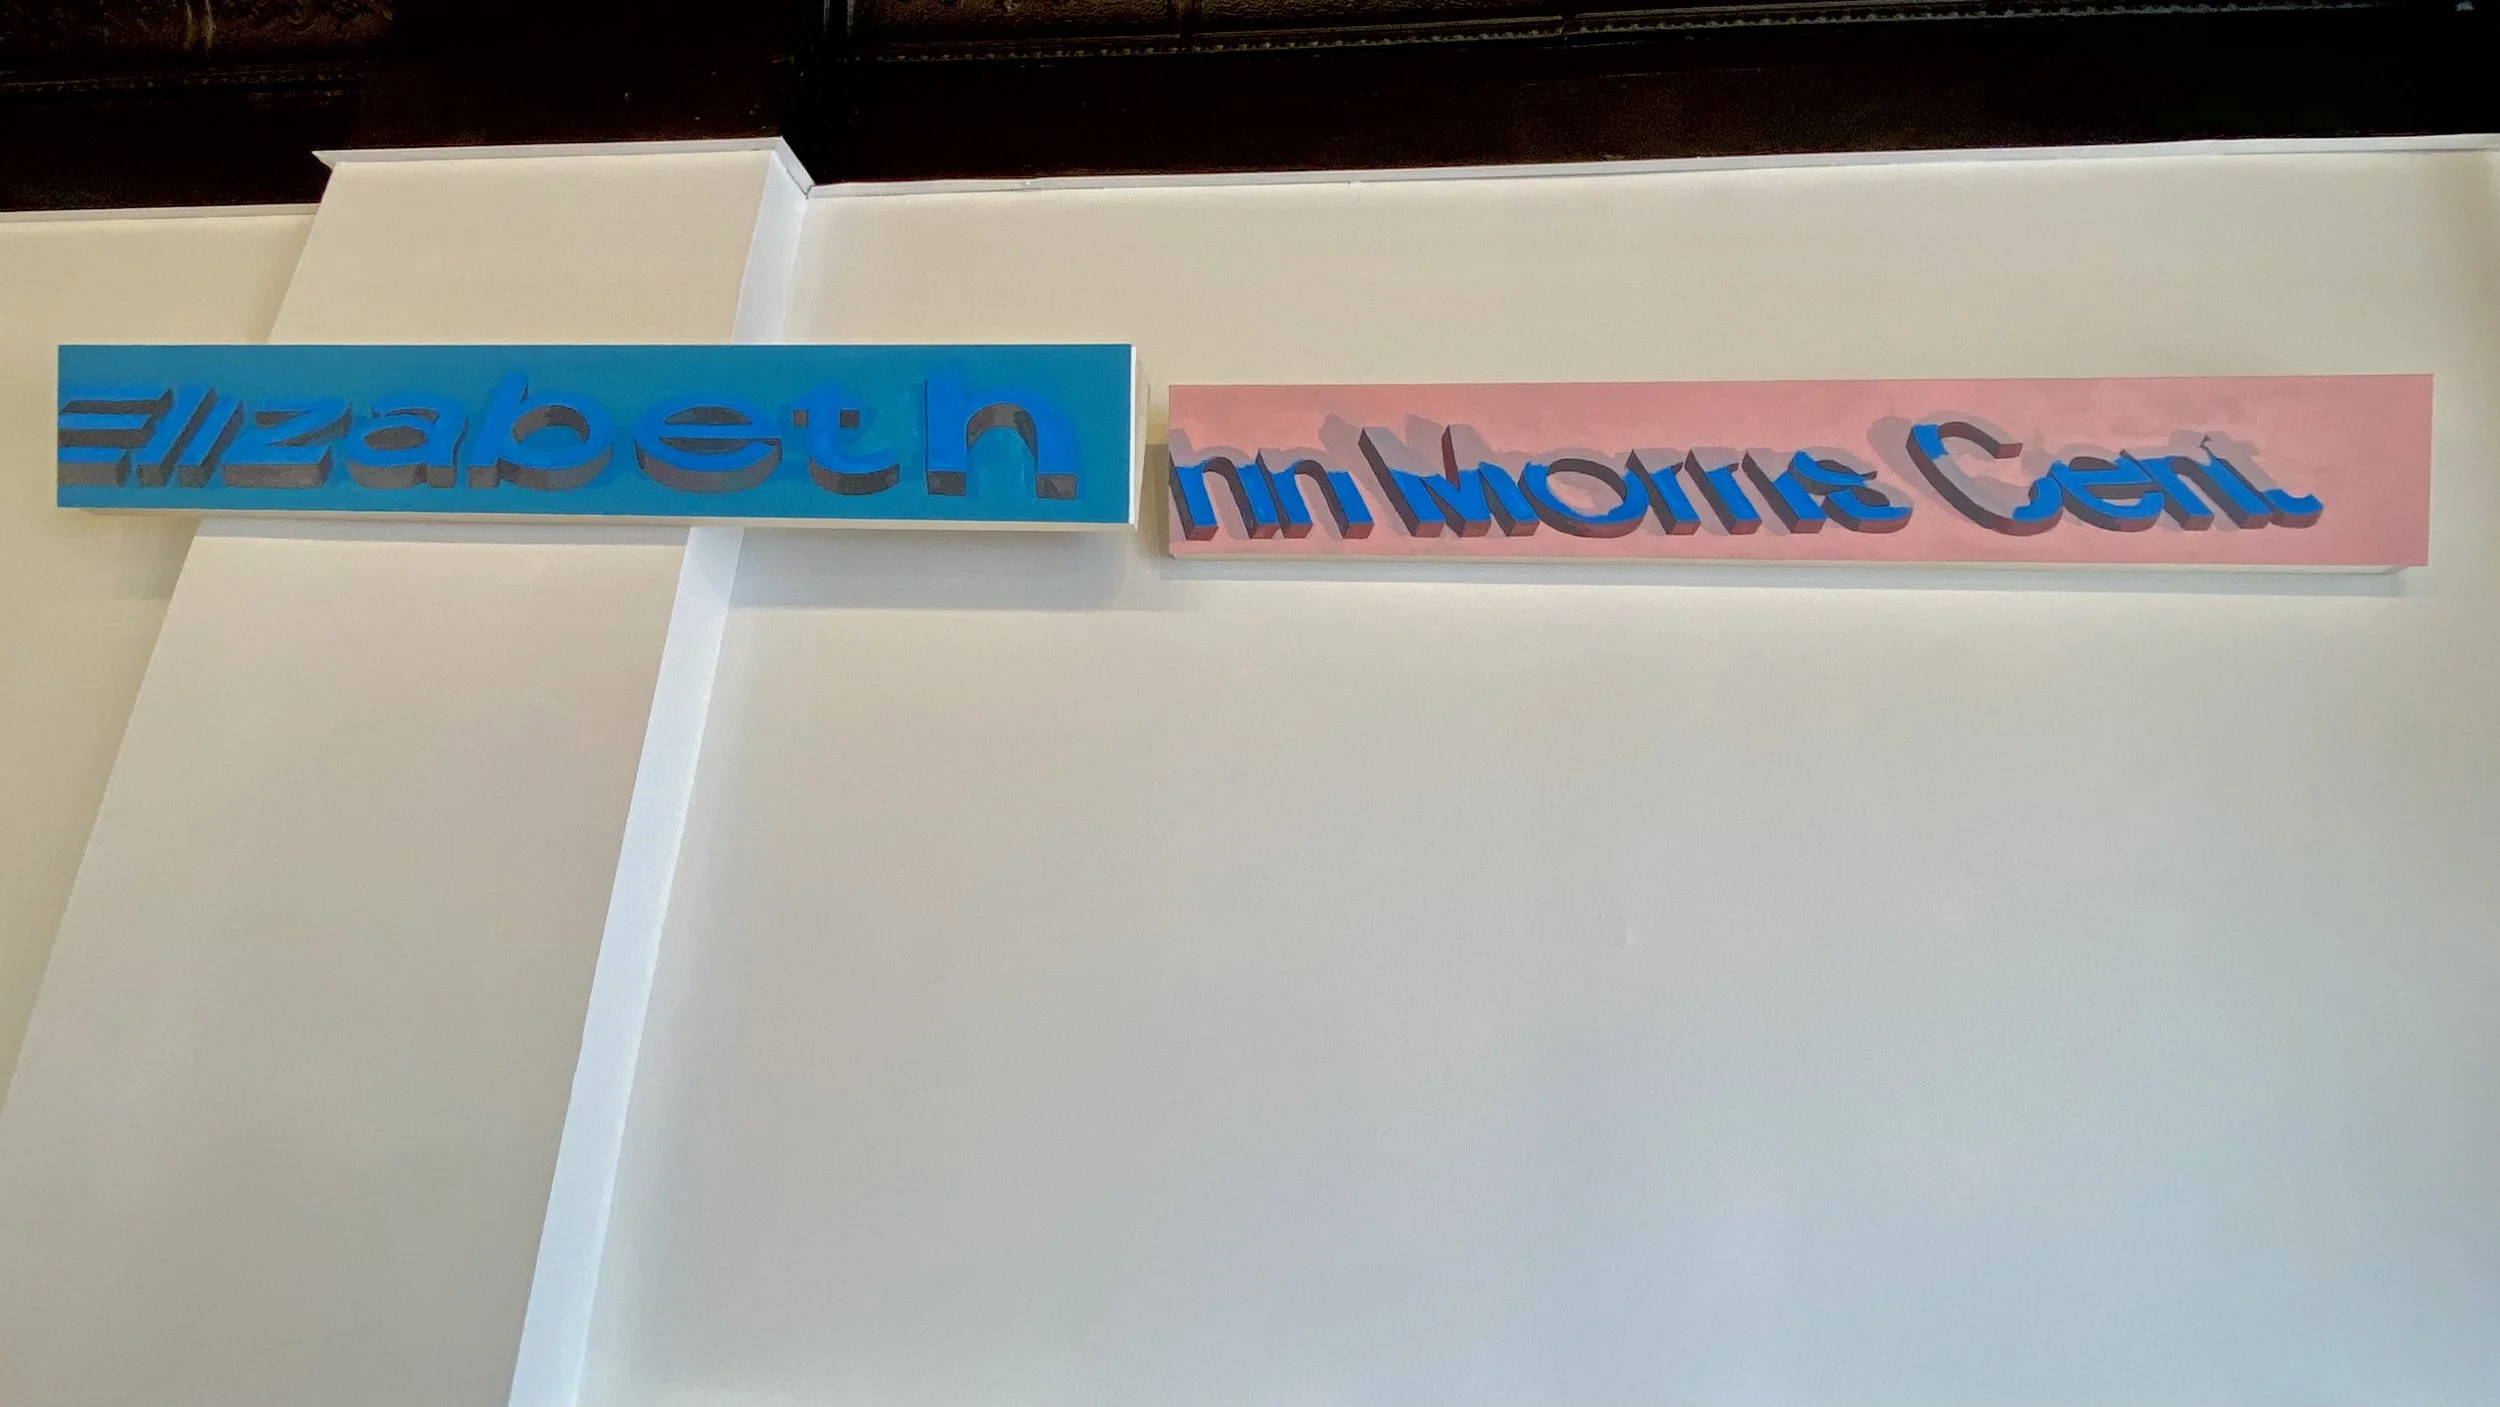 Elizabeth
nn Morris Cent